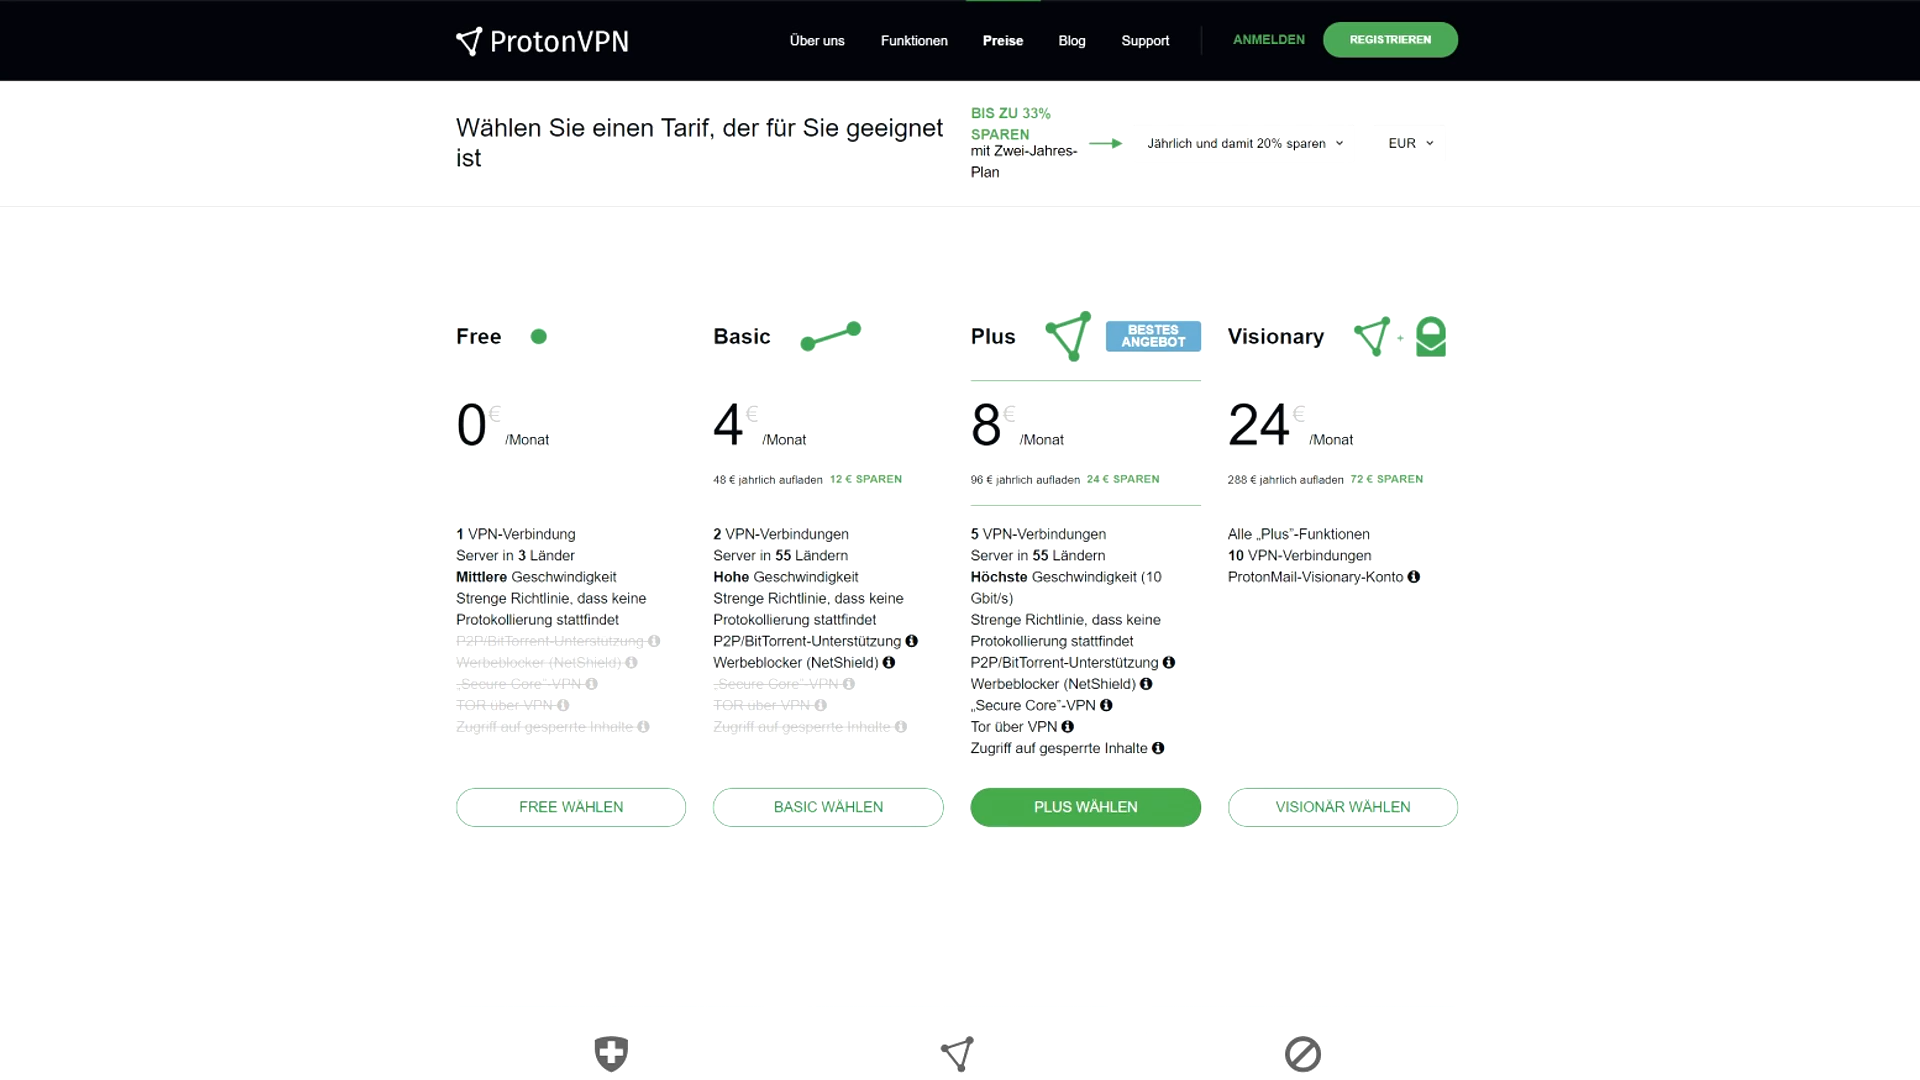 ProtonVPN
Über uns
Funktionen
Preise
Blog
Support
ANMELDEN
REGISTRIEREN
Wählen Sie einen Tarif, der für Sie geeignet
ist
BIS ZU 33%
SPAREN
mit Zwei-Jahres-
Plan
Jährlich und damit 20% sparen
EUR
Free
0 €
/Monat
1 VPN-Verbindung
Server in 3 Länder
Mittlere Geschwindigkeit
Strenge Richtlinie, dass keine
Protokollierung stattfindet
P2P/BitTorrent-Unterstutzung
Werbeblocker (NetShield)
„Secure Core”-VPN
TOR uber VPN
Zugriff auf gesperrte Inhalte
FREE WÄHLEN
Basic
4 €
/Monat
48 € jahrlich aufladen 12 € SPAREN
2 VPN-Verbindungen
Server in 55 Ländern
Hohe Geschwindigkeit
Strenge Richtlinie, dass keine
Protokollierung stattfindet
P2P/BitTorrent-Unterstützung
Werbeblocker (NetShield)
„Secure Core”-VPN
TOR uber VPN
Zugriff auf gesperrte Inhalte
BASIC WÄHLEN
Plus
BESTES
ANGEBOT
8 €
/Monat
96 € jahrlich aufladen 24 € SPAREN
5 VPN-Verbindungen
Server in 55 Ländern
Höchste Geschwindigkeit (10
Gbit/s)
Strenge Richtlinie, dass keine
Protokollierung stattfindet
P2P/BitTorrent-Unterstützung
Werbeblocker (NetShield)
„Secure Core”-VPN
Tor über VPN
Zugriff auf gesperrte Inhalte
PLUS WÄHLEN
Visionary
24 €
/Monat
288 € jahrlich aufladen 72 € SPAREN
Alle „Plus”-Funktionen
10 VPN-Verbindungen
ProtonMail-Visionary-Konto
VISIONÄR WÄHLEN